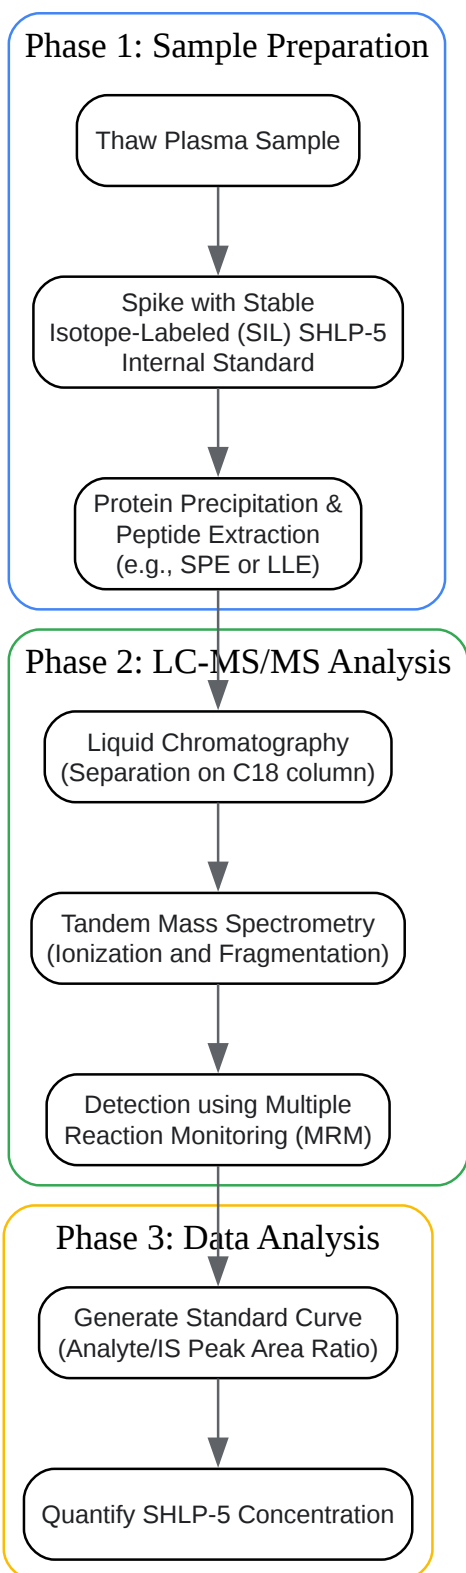 Phase 1: Sample Preparation
Thaw Plasma Sample
Spike with Stable
Isotope-Labeled (SIL) SHLP-5
Internal Standard
Protein Precipitation &
Peptide Extraction
(e.g., SPE or LLE)
Phase 2: LC-MS/MS Analysis
Liquid Chromatography
(Separation on C18 column)
Tandem Mass Spectrometry
(Ionization and Fragmentation)
Detection using Multiple
Reaction Monitoring (MRM)
Phase 3: Data Analysis
Generate Standard Curve
(Analyte/IS Peak Area Ratio)
Quantify SHLP-5 Concentration